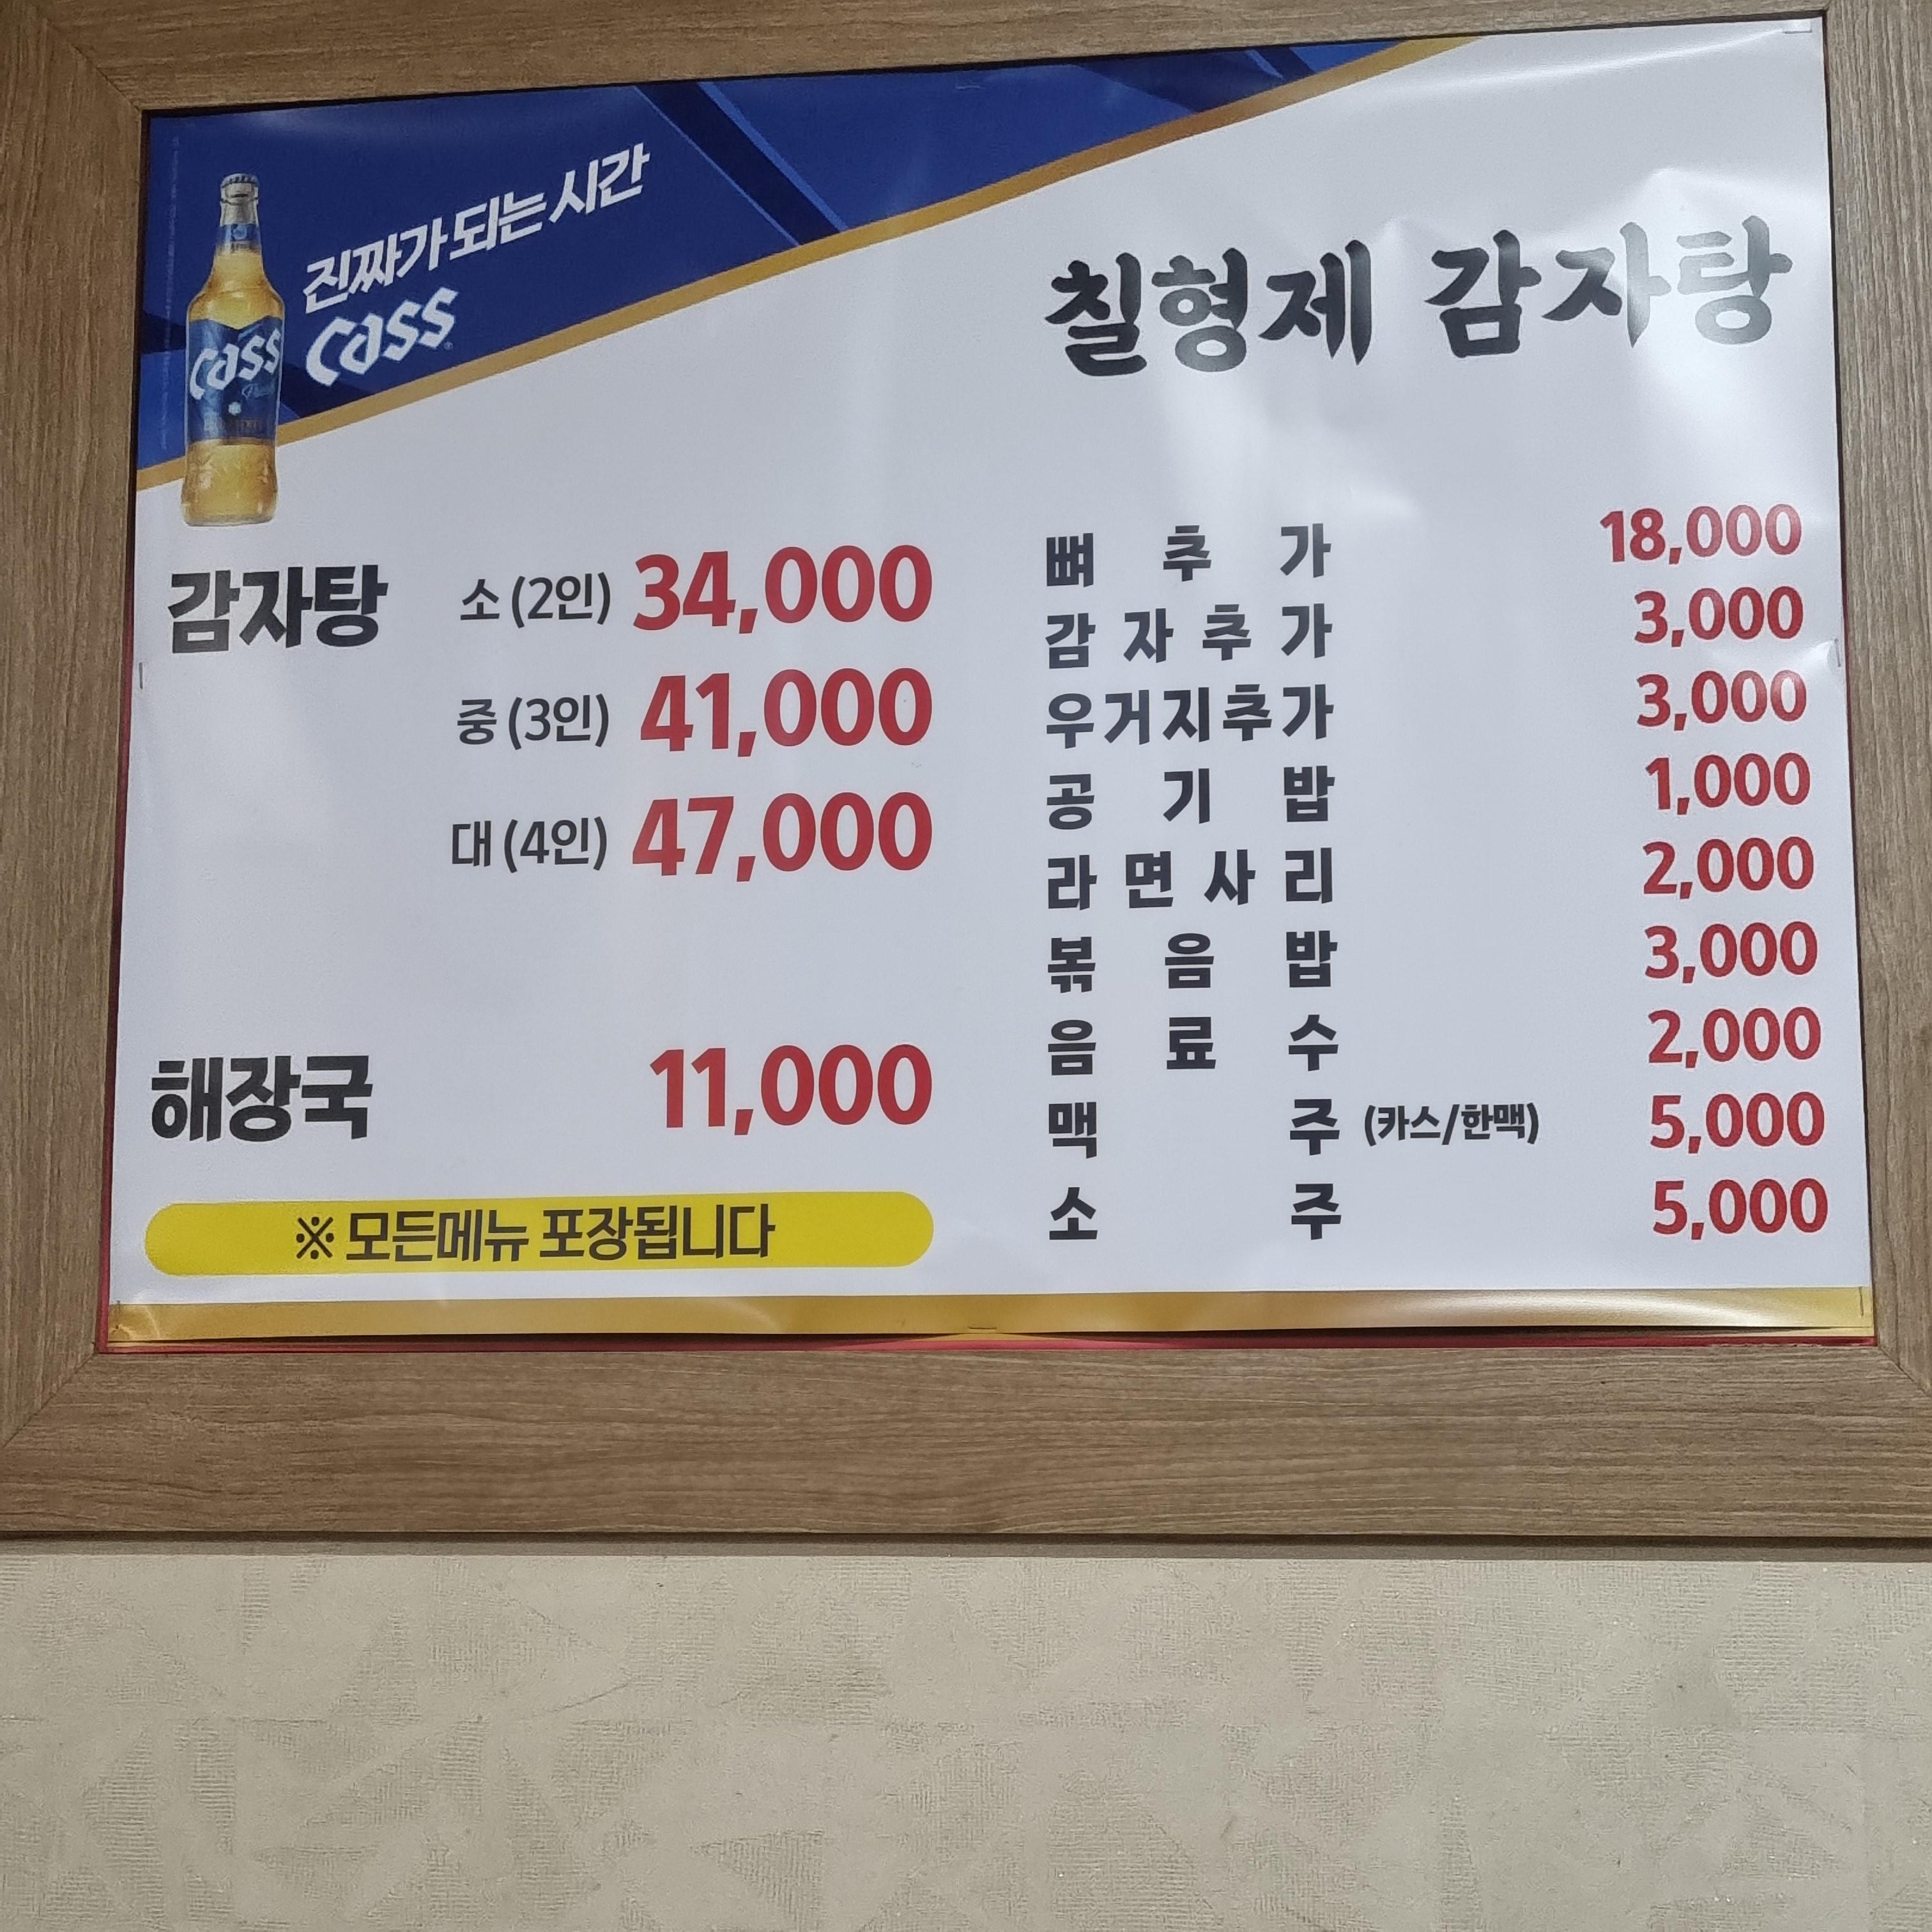 진짜가 되는 시간
Cass
Cass
칠형제 감자탕
감자탕 소 (2인) 34,000
중 (3인) 41,000
대 (4인) 47,000
해장국 11,000
※ 모든메뉴 포장됩니다
뼈추가 18,000
감자추가 3,000
우거지추가 3,000
공기밥 1,000
라면사리 2,000
볶음밥 3,000
음료수 2,000
맥주 (카스/한맥) 5,000
소주 5,000